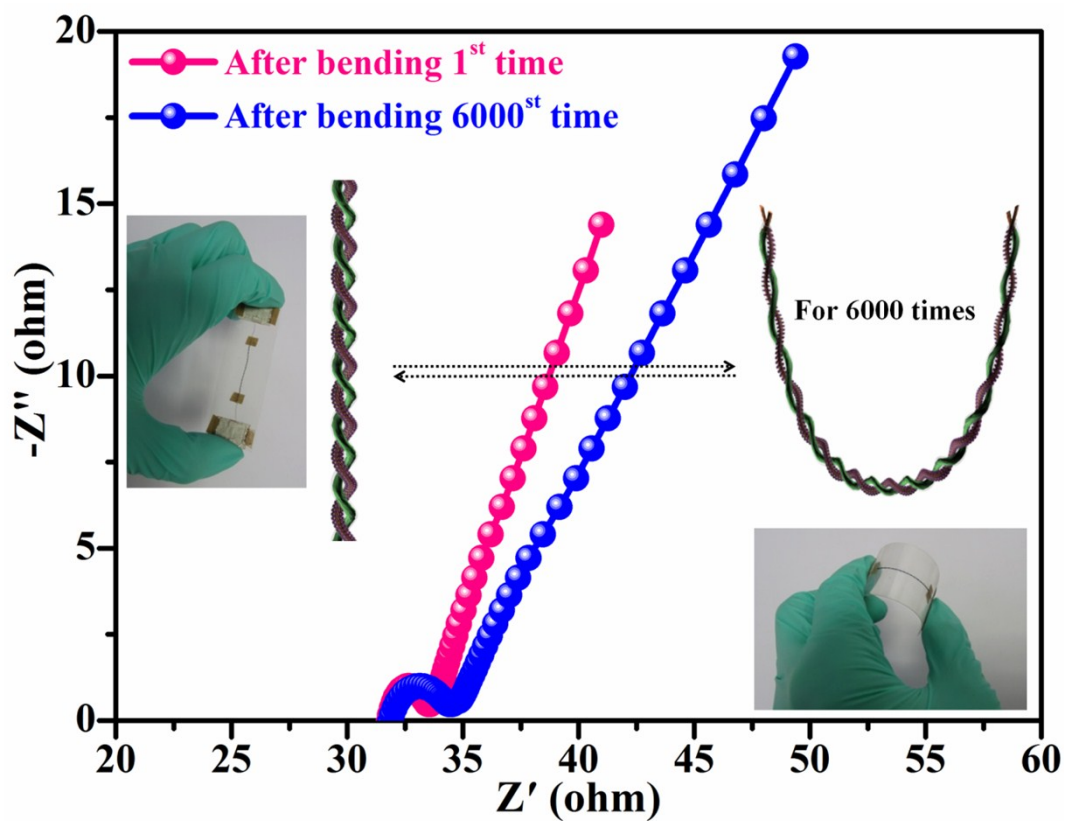 20
After bending 1st time
After bending 6000st time
15
For 6000 times
10
5
0
-Z" (ohm)
20 25 30 35 40 45 50 55 60
Z' (ohm)